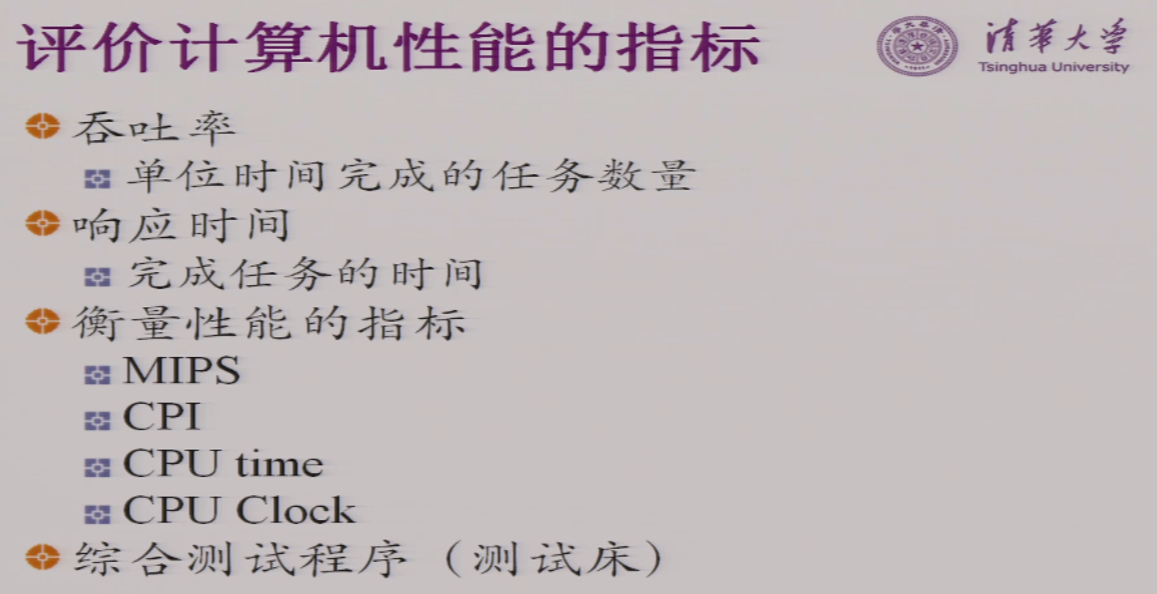 评价计算机性能的指标
清华大学
Tsinghua University
吞吐率
单位时间完成的任务数量
响应时间
完成任务的时间
衡量性能的指标
MIPS
CPI
CPU time
CPU Clock
综合测试程序（测试床）